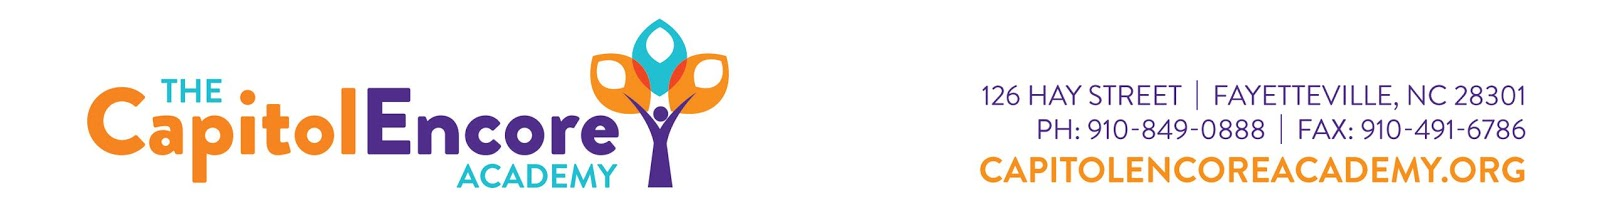 THE
CapitolEncore
ACADEMY
126 HAY STREET | FAYETTEVILLE, NC 28301
PH: 910-849-0888 | FAX: 910-491-6786
CAPITOLENCOREACADEMY.ORG